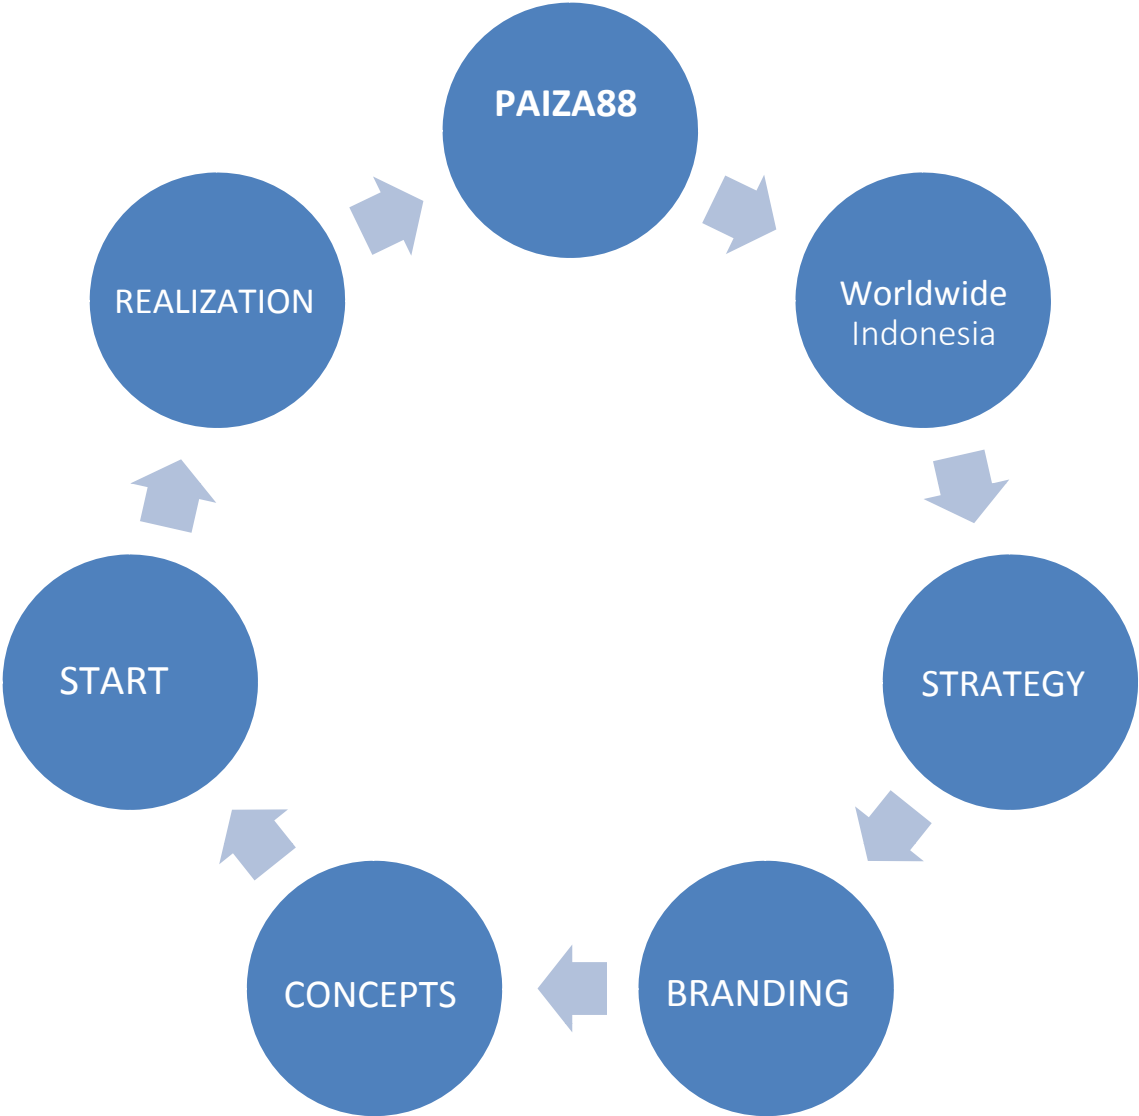 PAIZA88
Worldwide
Indonesia
STRATEGY
BRANDING
CONCEPTS
START
REALIZATION